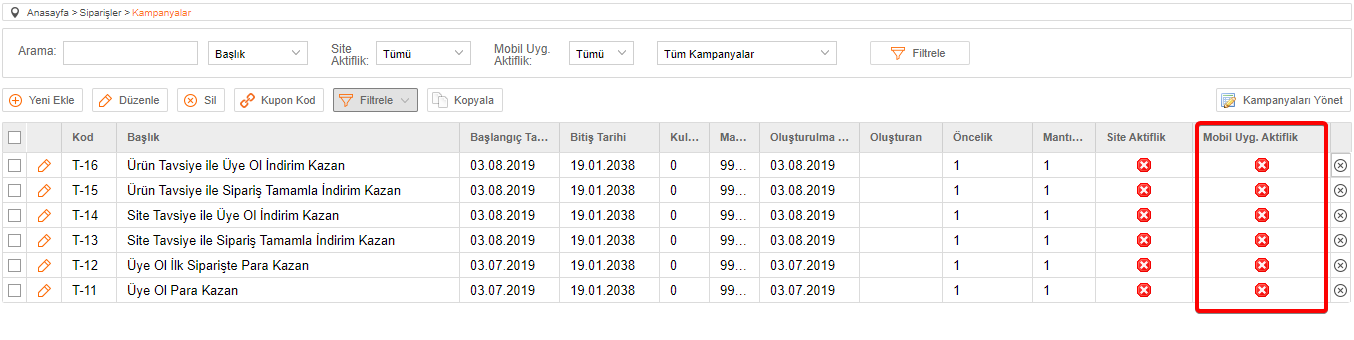 Anasayfa > Siparişler > Kampanyalar
Arama: Başlık Site Aktiflik: Tümü Mobil Uyg. Aktiflik: Tümü Tüm Kampanyalar Filtrele
Yeni Ekle Düzenle Sil Kupon Kod Filtrele Kopyala Kampanyaları Yönet
Kod Başlık Başlangıç Ta... Bitiş Tarihi Kul... Ma... Oluşturulma ... Oluşturan Öncelik Mantı... Site Aktiflik Mobil Uyg. Aktiflik
T-16 Ürün Tavsiye ile Üye Ol İndirim Kazan 03.08.2019 19.01.2038 0 99... 03.08.2019 1 1
T-15 Ürün Tavsiye ile Sipariş Tamamla İndirim Kazan 03.08.2019 19.01.2038 0 99... 03.08.2019 1 1
T-14 Site Tavsiye ile Üye Ol İndirim Kazan 03.08.2019 19.01.2038 0 99... 03.08.2019 1 1
T-13 Site Tavsiye ile Sipariş Tamamla İndirim Kazan 03.08.2019 19.01.2038 0 99... 03.08.2019 1 1
T-12 Üye Ol İlk Siparişte Para Kazan 03.07.2019 19.01.2038 0 99... 03.07.2019 1 1
T-11 Üye Ol Para Kazan 03.07.2019 19.01.2038 0 99... 03.07.2019 1 1